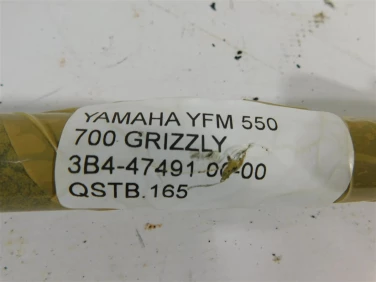 YAMAHA YFM 550
700 GRIZZLY
3B4-47491-00-00
QSTB.165